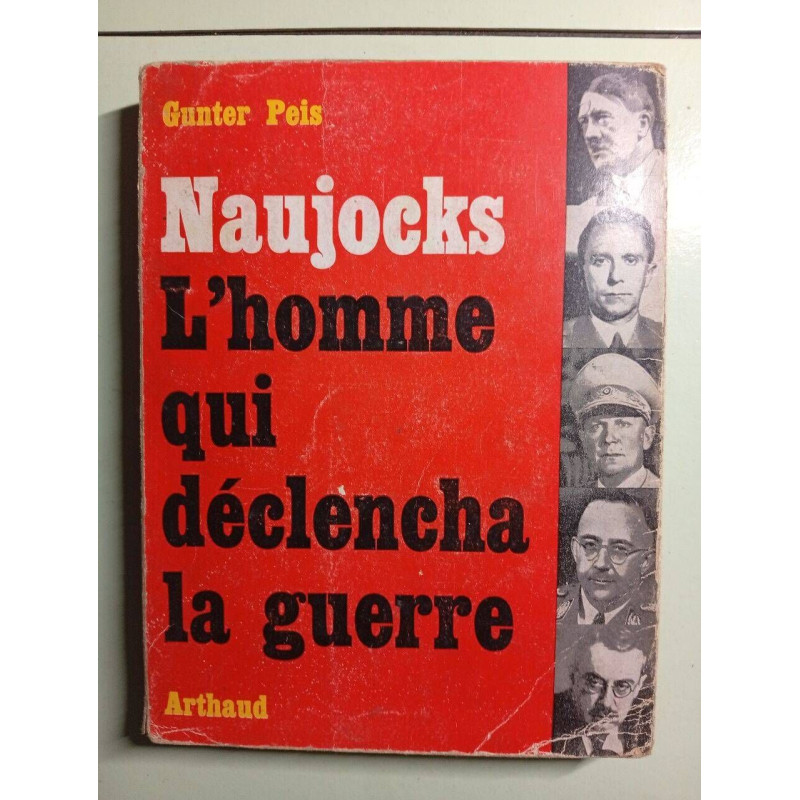 Gunter Peis
Naujocks
L'homme
qui
déclencha
la guerre
Arthaud